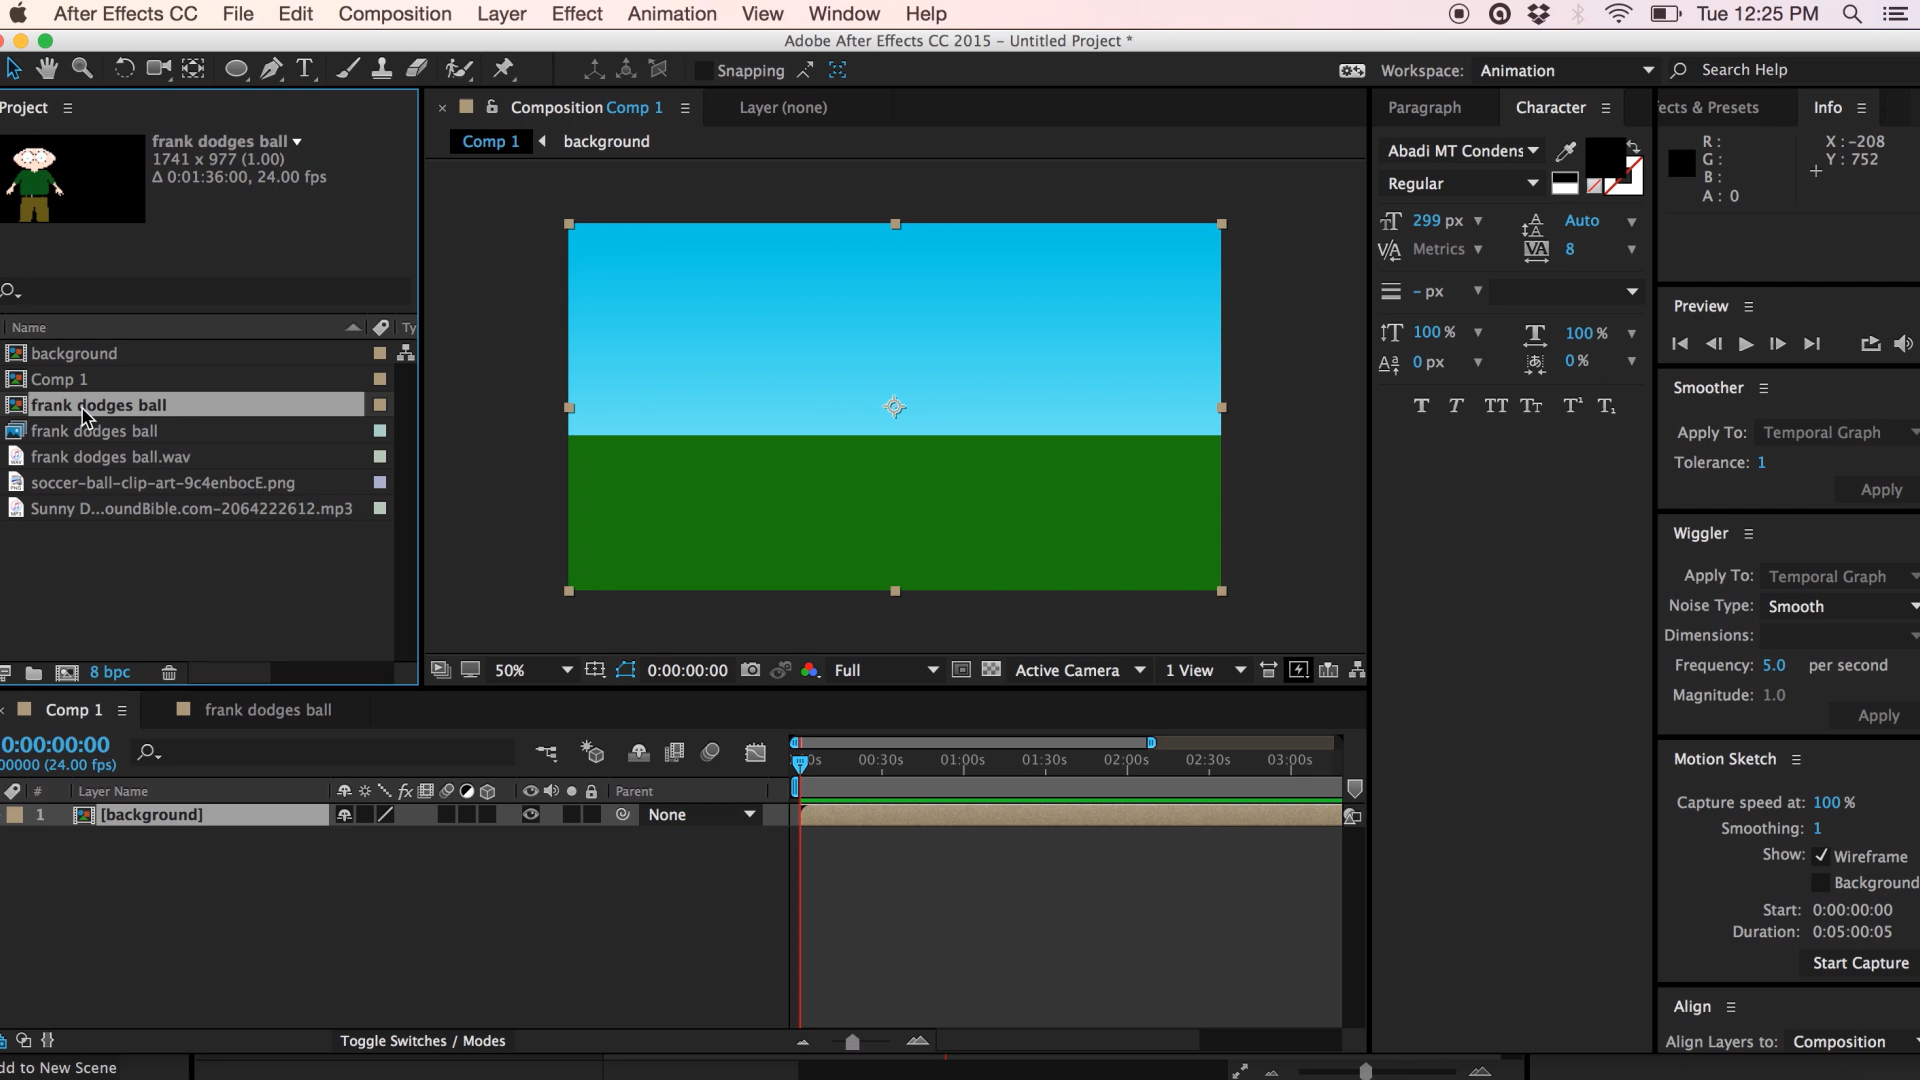 After Effects CC File Edit Composition Layer Effect Animation View Window Help Tue 12:25 PM
Adobe After Effects CC 2015 - Untitled Project *
Snapping Workspace: Animation Search Help
Project
frank dodges ball
1741 x 977 (1.00)
Δ 0:01:36:00, 24.00 fps
Name Ty
background
Comp 1
frank dodges ball
frank dodges ball
frank dodges ball.wav
soccer-ball-clip-art-9c4enbocE.png
Sunny D...oundBible.com-2064222612.mp3
8 bpc
Composition Comp 1 Layer (none)
Comp 1 background
50% 0:00:00:00 Full Active Camera 1 View
Paragraph Character
Abadi MT Condens
Regular
299 px Auto
Metrics 8
- px
100 % 100 %
0 px 0 %
T T TT Tт T¹ T₁
ects & Presets Info
R: X: -208
G: Y: 752
B:
A: 0
Preview
Smoother
Apply To: Temporal Graph
Tolerance: 1
Apply
Wiggler
Apply To: Temporal Graph
Noise Type: Smooth
Dimensions:
Frequency: 5.0 per second
Magnitude: 1.0
Apply
Motion Sketch
Capture speed at: 100 %
Smoothing: 1
Show: Wireframe
Background
Start: 0:00:00:00
Duration: 0:05:00:05
Start Capture
Align
Align Layers to: Composition
Comp 1 frank dodges ball
0:00:00:00
00000 (24.00 fps)
0s 00:30s 01:00s 01:30s 02:00s 02:30s 03:00s
# Layer Name fx Parent
1 [background] None
Toggle Switches / Modes
dd to New Scene